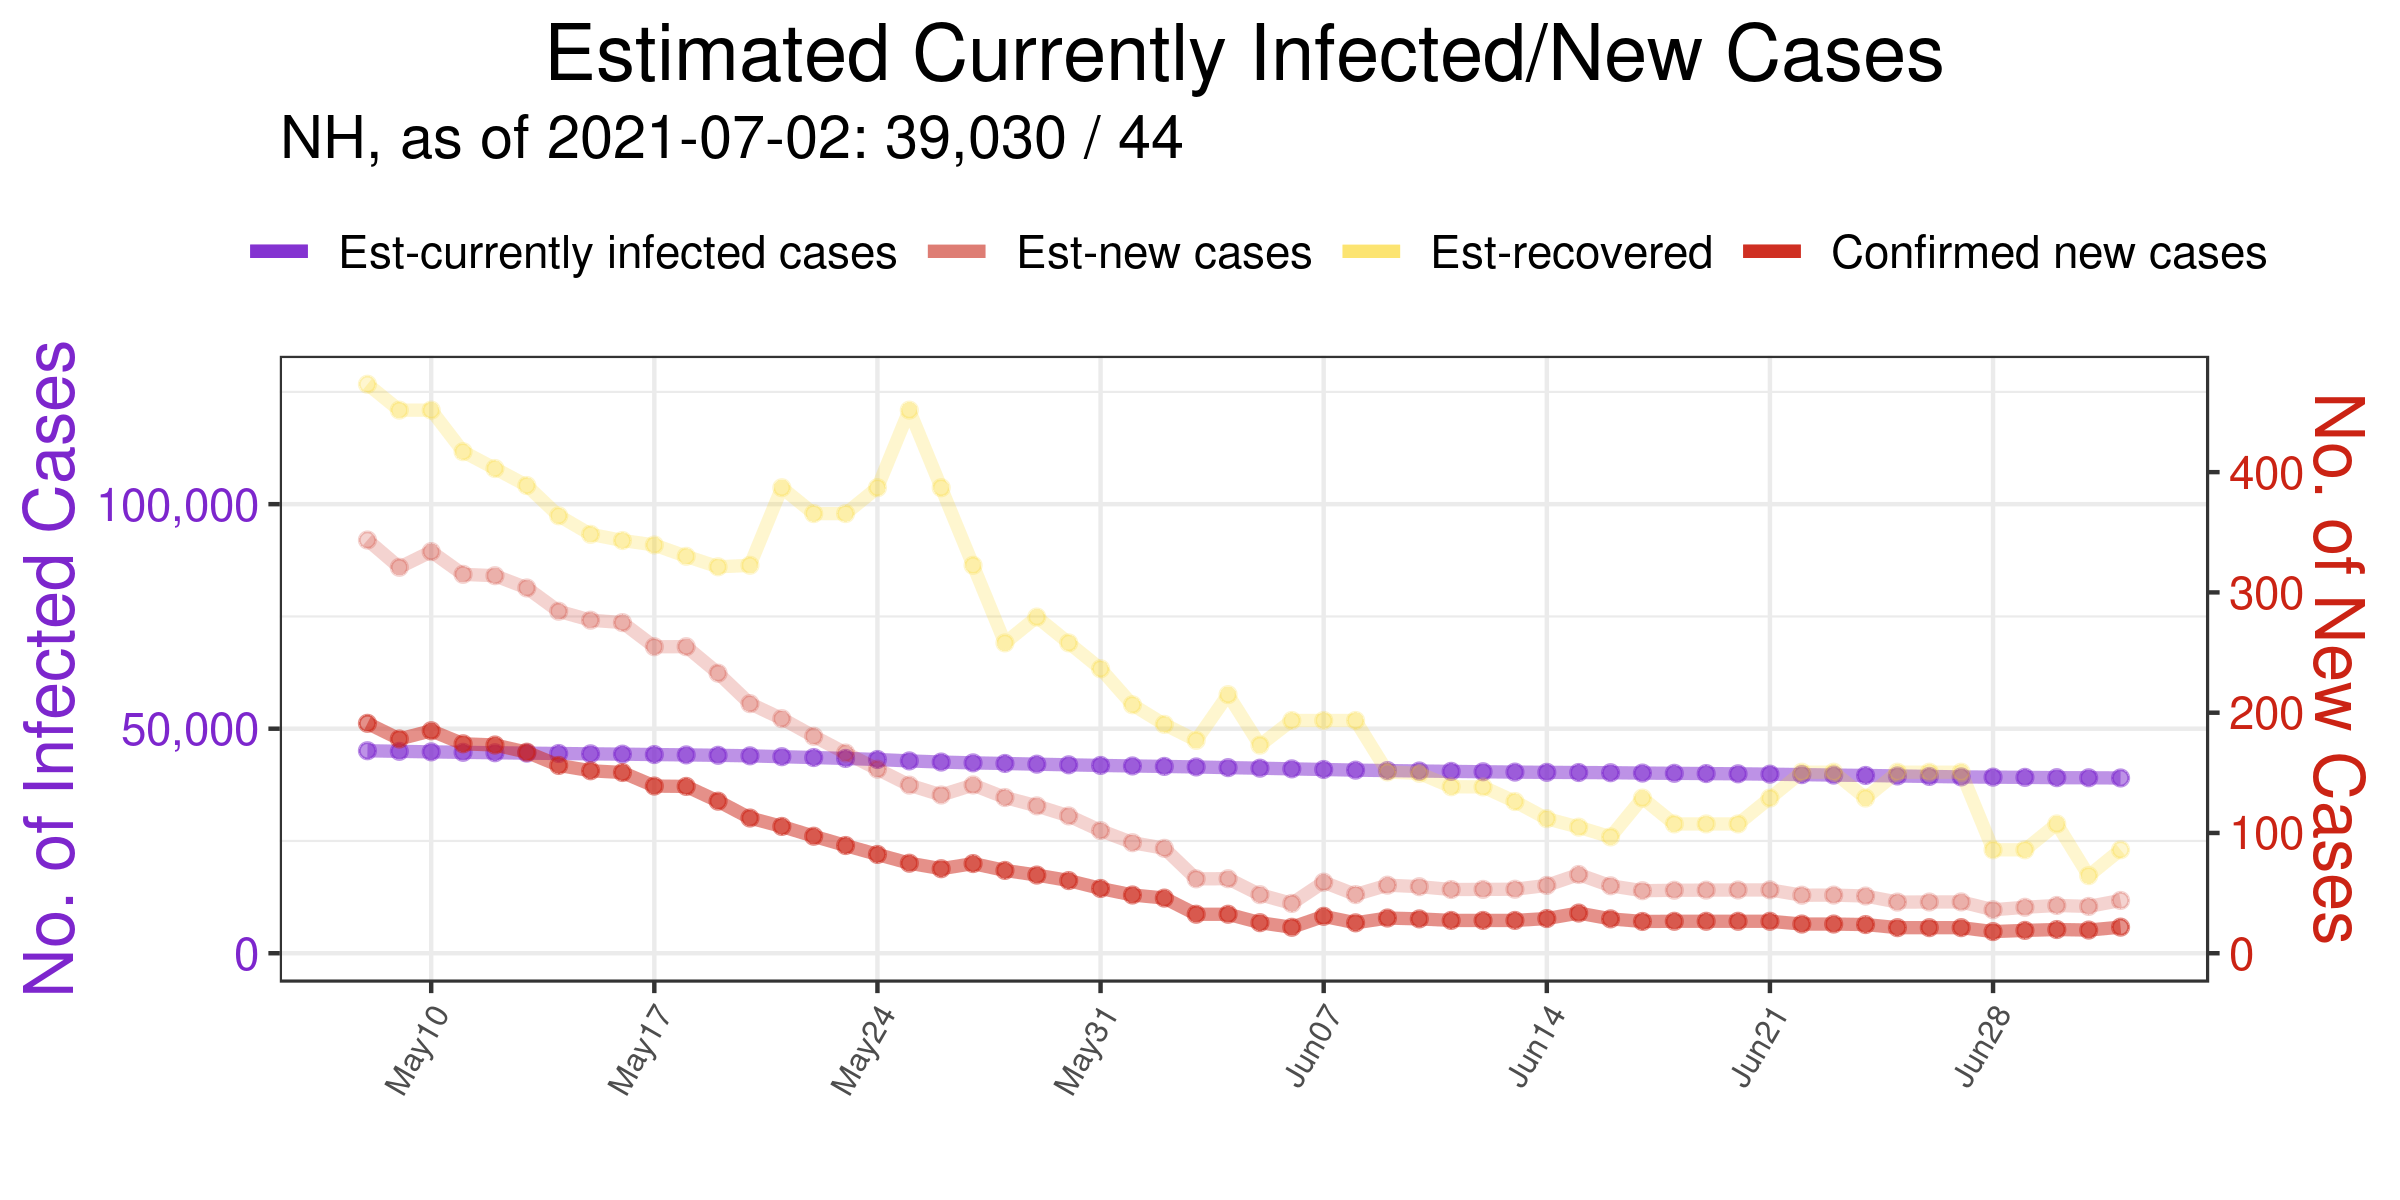 Estimated Currently Infected/New Cases
NH, as of 2021-07-02: 39,030 / 44
Est-currently infected cases Est-new cases Est-recovered Confirmed new cases
No. of Infected Cases
100,000
50,000
0
400
300
200
100
0
No. of New Cases
May10 May17 May24 May31 Jun07 Jun14 Jun21 Jun28